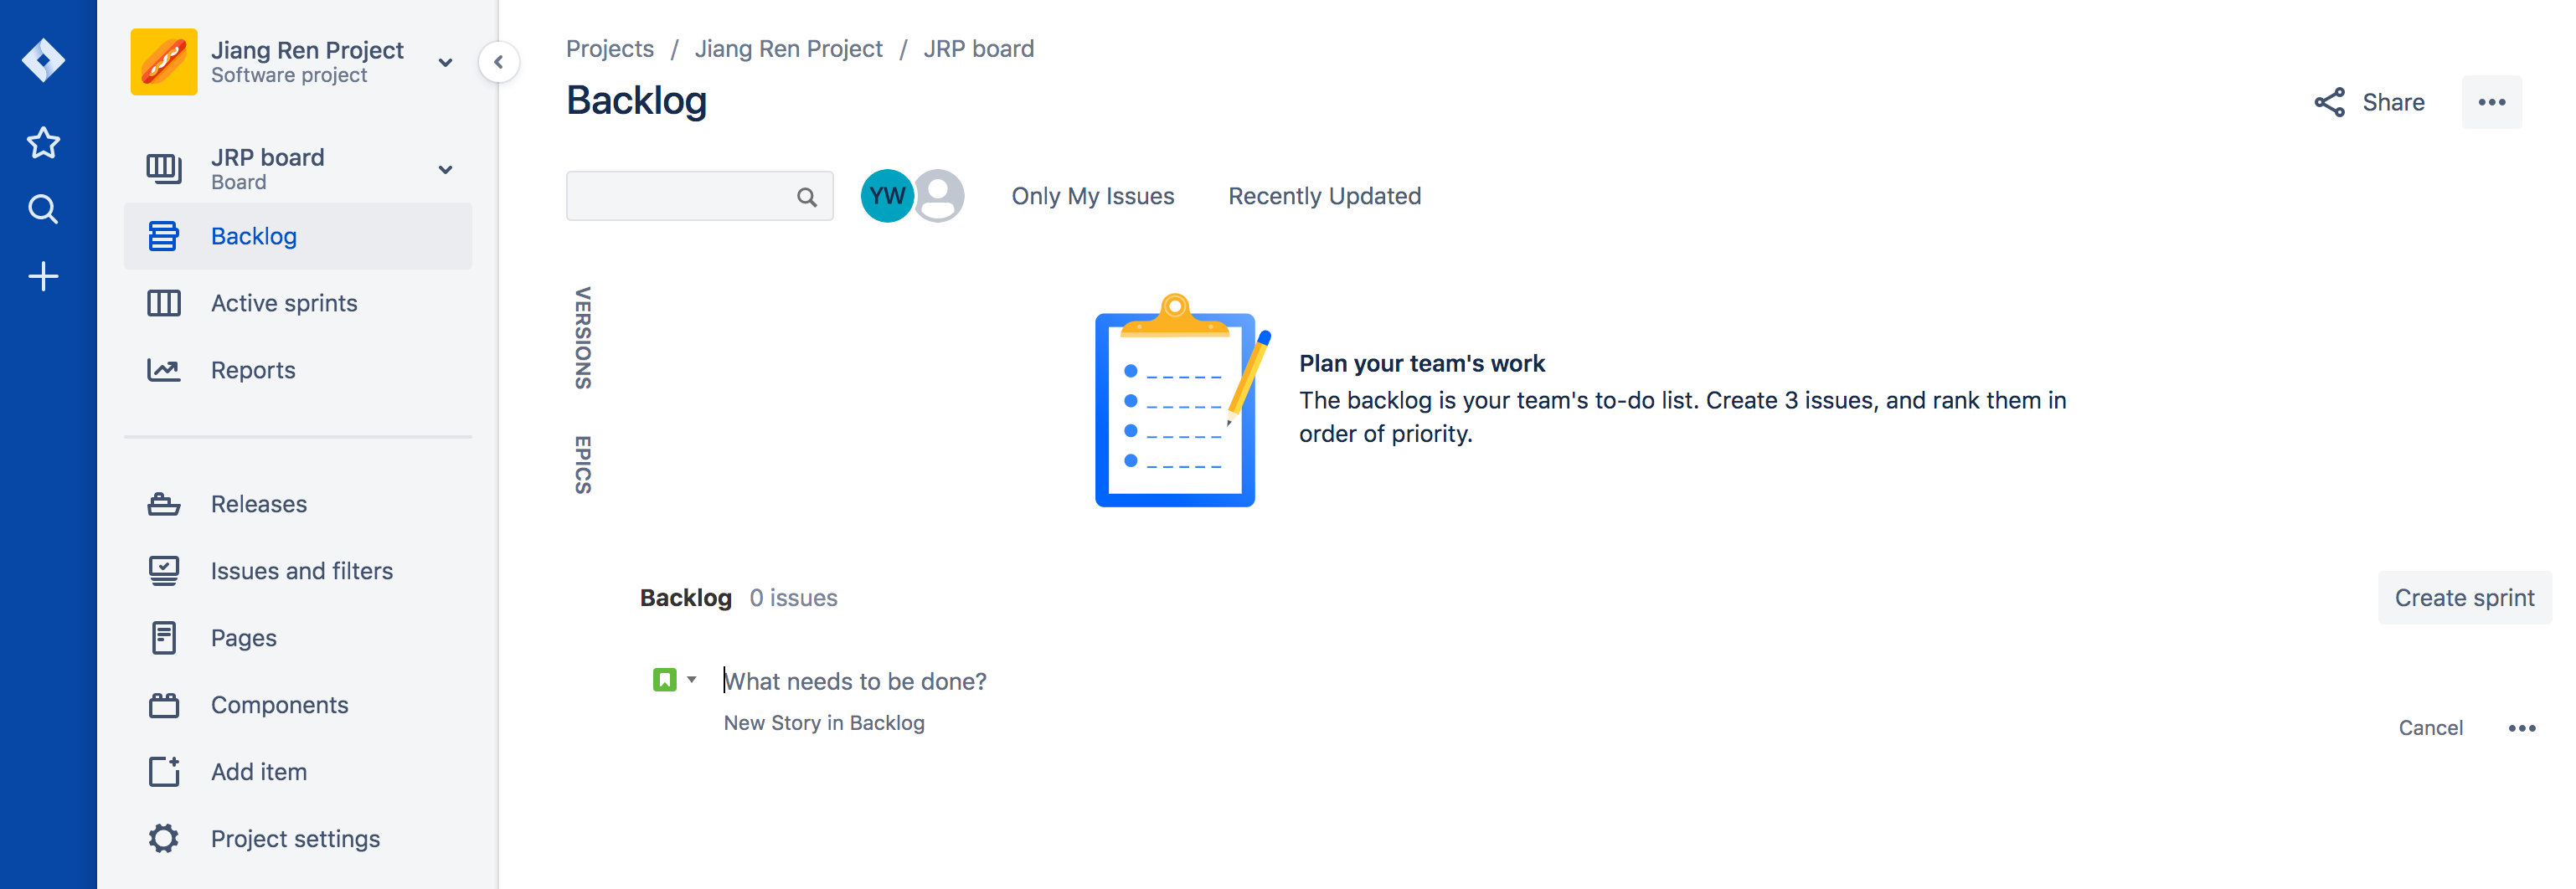 Jiang Ren Project
Software project
JRP board
Board
Backlog
Active sprints
Reports
Releases
Issues and filters
Pages
Components
Add item
Project settings
Projects / Jiang Ren Project / JRP board
Backlog
Share
YW
Only My Issues
Recently Updated
VERSIONS
EPICS
Plan your team's work
The backlog is your team's to-do list. Create 3 issues, and rank them in
order of priority.
Backlog 0 issues
Create sprint
What needs to be done?
New Story in Backlog
Cancel